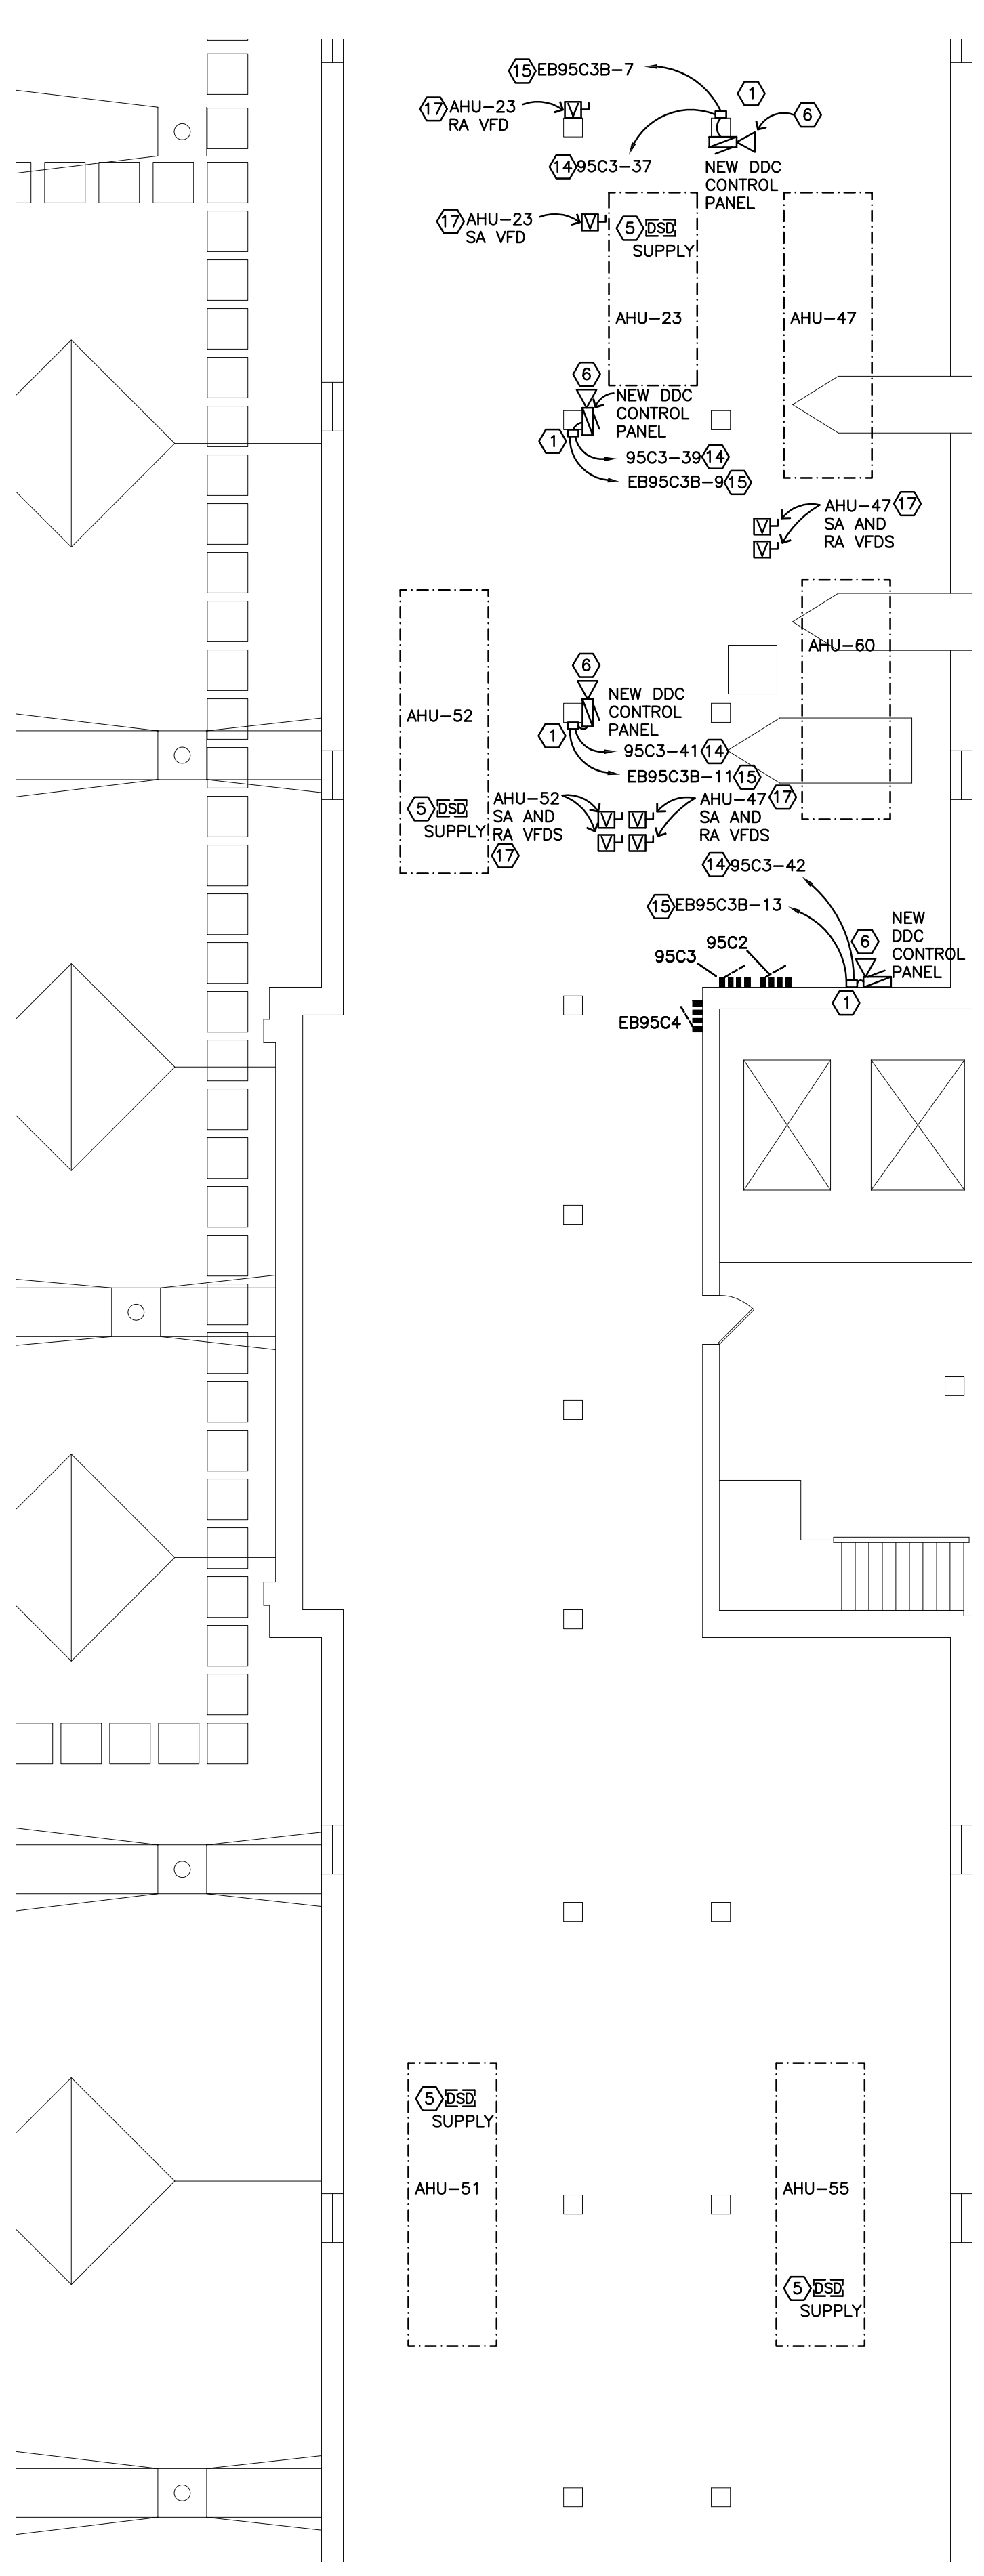 15 EB95C3B-7
1
17 AHU-23
RA VFD
6
14 95C3-37
NEW DDC
CONTROL
PANEL
17 AHU-23
SA VFD
5 DSD
SUPPLY
AHU-23
AHU-47
6
NEW DDC
CONTROL
PANEL
1
95C3-39 14
EB95C3B-9 15
AHU-47 17
SA AND
RA VFDS
AHU-60
6
NEW DDC
CONTROL
PANEL
AHU-52
1
95C3-41 14
EB95C3B-11 15
5 DSD
SUPPLY
AHU-52
SA AND
RA VFDS
17
AHU-47 17
SA AND
RA VFDS
14 95C3-42
15 EB95C3B-13
NEW
DDC
CONTROL
PANEL
6
95C2
95C3
1
EB95C4
5 DSD
SUPPLY
AHU-51
AHU-55
5 DSD
SUPPLY